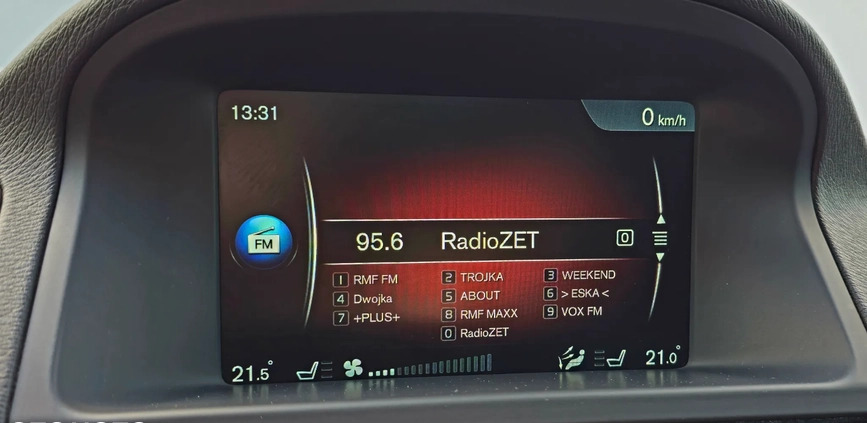 13:31
0 km/h
FM
95.6 RadioZET 0
1 RMF FM 2 TROJKA 3 WEEKEND
4 Dwojka 5 ABOUT 6 > ESKA <
7 +PLUS+ 8 RMF MAXX 9 VOX FM
0 RadioZET
21.5° 21.0°